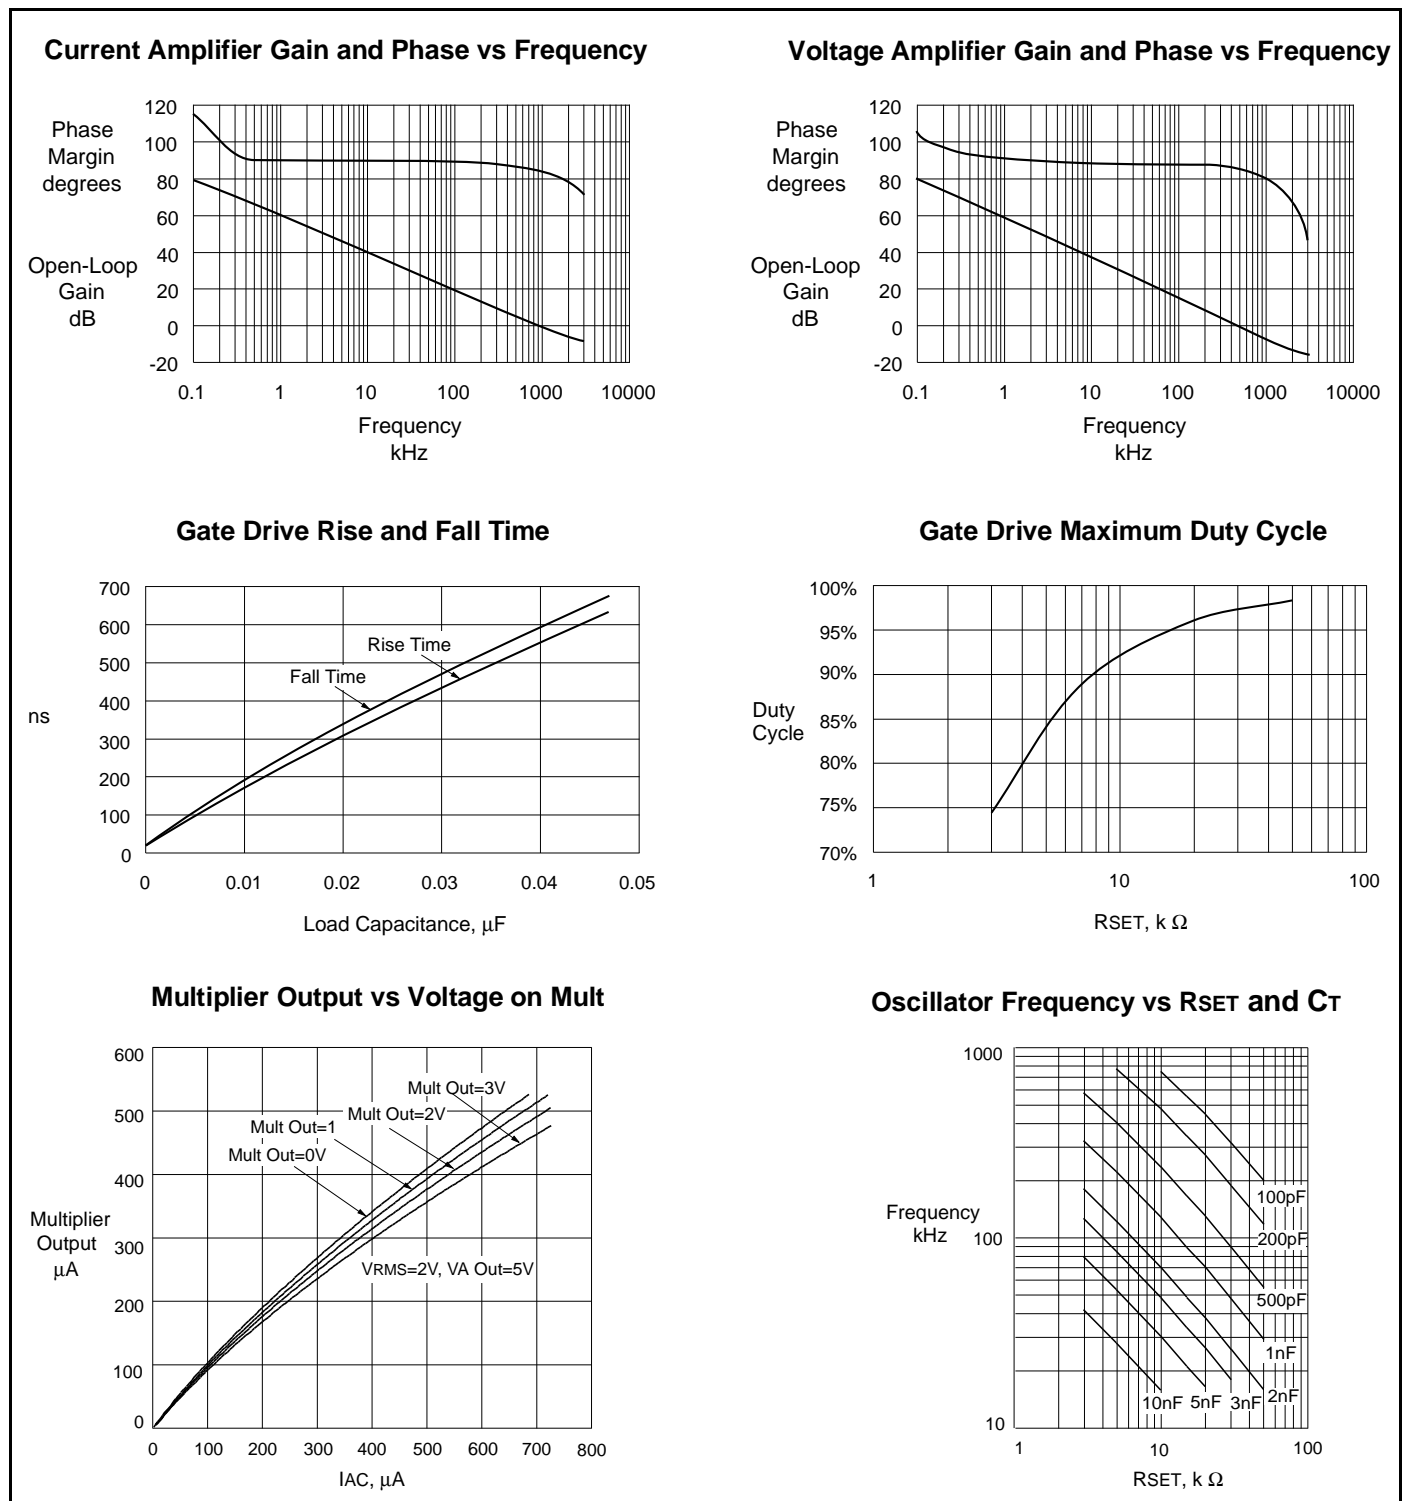 Current Amplifier Gain and Phase vs Frequency
Phase
Margin
degrees
Open-Loop
Gain
dB
120
100
80
60
40
20
0
-20
0.1 1 10 100 1000 10000
Frequency
kHz
Voltage Amplifier Gain and Phase vs Frequency
Phase
Margin
degrees
Open-Loop
Gain
dB
120
100
80
60
40
20
0
-20
0.1 1 10 100 1000 10000
Frequency
kHz
Gate Drive Rise and Fall Time
ns
700
600
500
400
300
200
100
0
Rise Time
Fall Time
0 0.01 0.02 0.03 0.04 0.05
Load Capacitance, μF
Gate Drive Maximum Duty Cycle
Duty
Cycle
100%
95%
90%
85%
80%
75%
70%
1 10 100
RSET, k Ω
Multiplier Output vs Voltage on Mult
Multiplier
Output
μA
600
500
400
300
200
100
0
Mult Out=3V
Mult Out=2V
Mult Out=1
Mult Out=0V
VRMS=2V, VA Out=5V
0 100 200 300 400 500 600 700 800
IAC, μA
Oscillator Frequency vs RSET and CT
Frequency
kHz
1000
100
10
100pF
200pF
500pF
1nF
10nF 5nF 3nF 2nF
1 10 100
RSET, k Ω